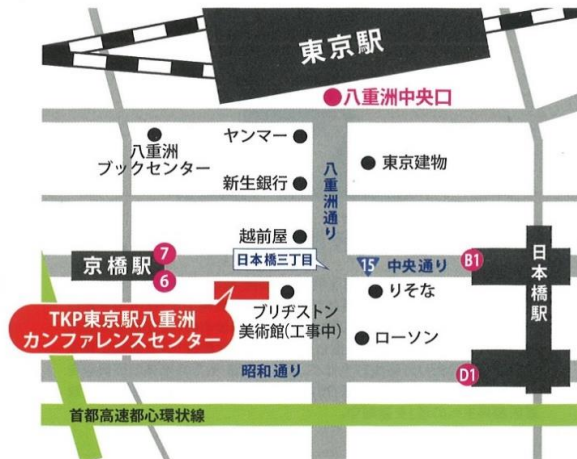 東京駅
八重洲中央口
ヤンマー
八重洲
ブックセンター
東京建物
新生銀行
八重洲通り
越前屋
日本橋三丁目
京橋駅
7
6
15
中央通り
B1
日本橋駅
TKP東京駅八重洲
カンファレンスセンター
ブリヂストン
美術館(工事中)
りそな
ローソン
昭和通り
D1
首都高速都心環状線